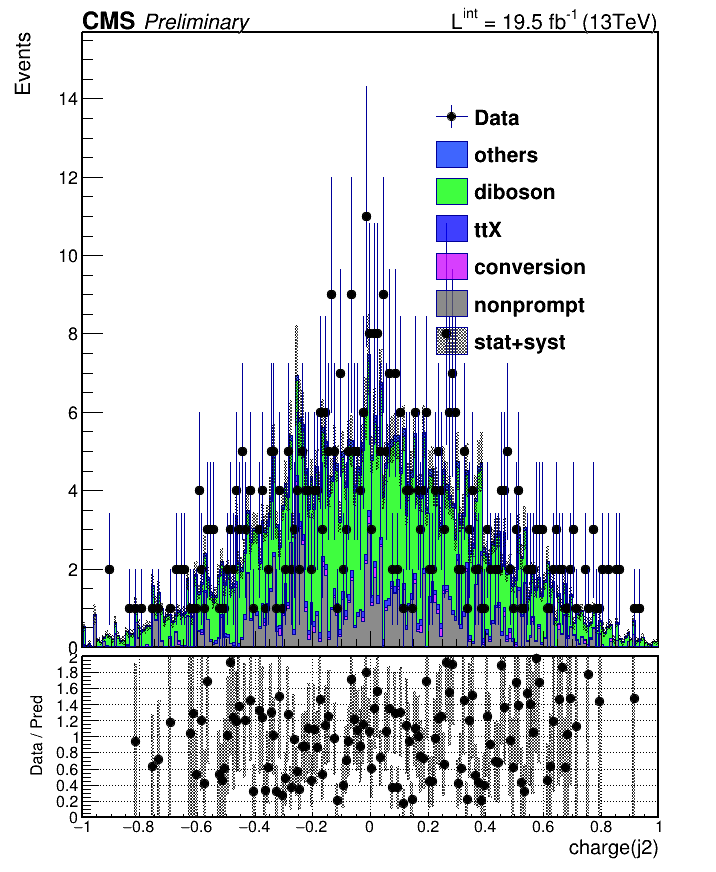 CMS Preliminary L^int = 19.5 fb^-1 (13TeV)
Events
14
12
10
8
6
4
2
0
Data
others
diboson
ttX
conversion
nonprompt
stat+syst
Data / Pred
2
1.8
1.6
1.4
1.2
1
0.8
0.6
0.4
0.2
0
−1 −0.8 −0.6 −0.4 −0.2 0 0.2 0.4 0.6 0.8 1
charge(j2)